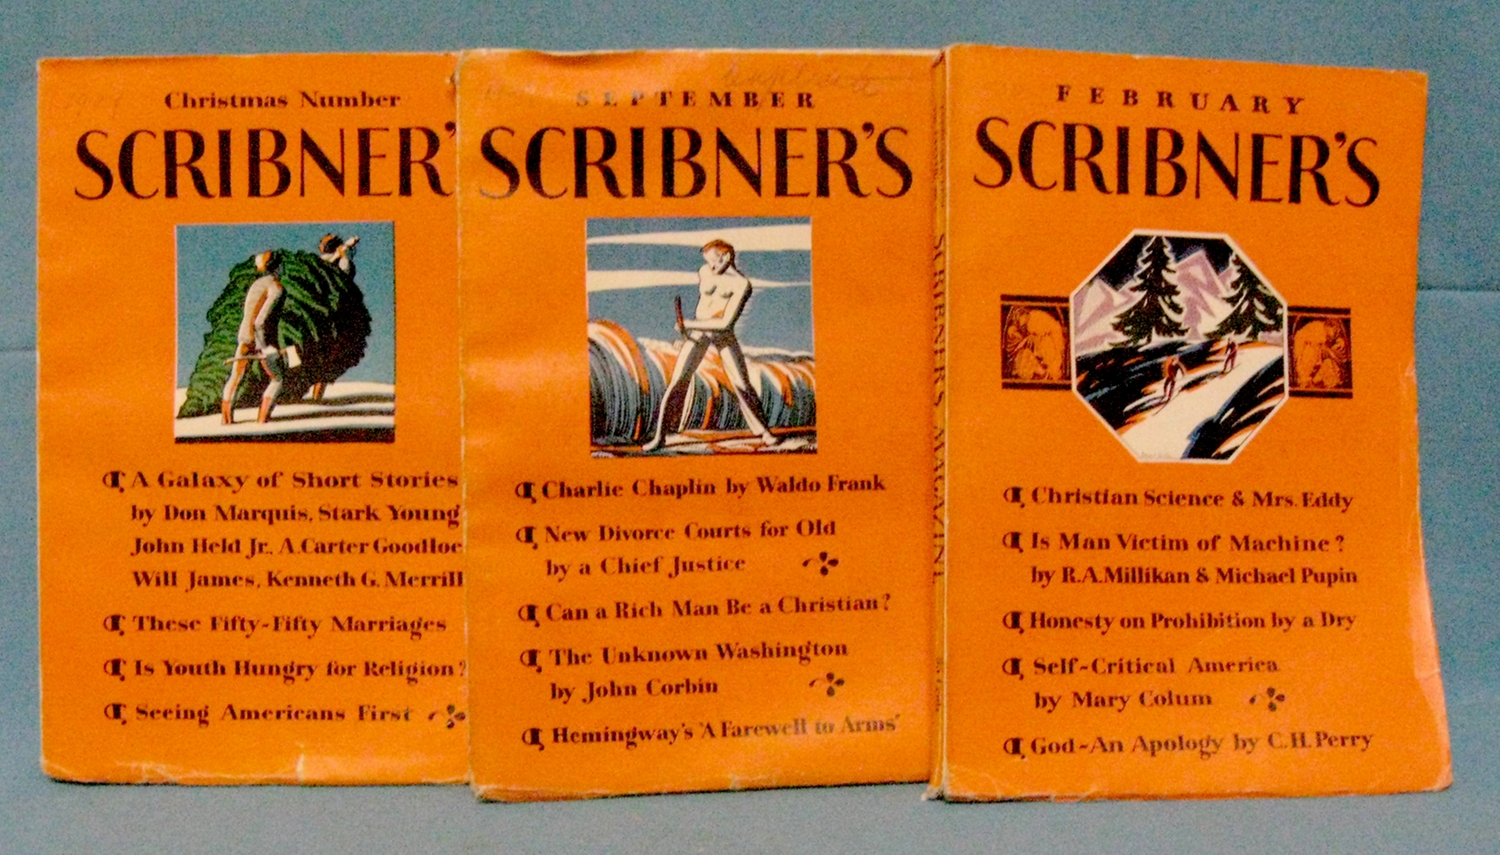 Christmas Number
SCRIBNER'
¶ A Galaxy of Short Stories
by Don Marquis, Stark Young
John Held Jr., A. Carter Goodloe
Will James, Kenneth G. Merrill
¶ These Fifty-Fifty Marriages
¶ Is Youth Hungry for Religion?
¶ Seeing Americans First
SEPTEMBER
SCRIBNER'S
¶ Charlie Chaplin by Waldo Frank
¶ New Divorce Courts for Old
by a Chief Justice
¶ Can a Rich Man Be a Christian?
¶ The Unknown Washington
by John Corbin
¶ Hemingway's 'A Farewell to Arms'
SCRIBNER'S MAGAZINE
FEBRUARY
SCRIBNER'S
¶ Christian Science & Mrs. Eddy
¶ Is Man Victim of Machine?
by R.A. Millikan & Michael Pupin
¶ Honesty on Prohibition by a Dry
¶ Self-Critical America
by Mary Colum
¶ God-An Apology by C.H. Perry